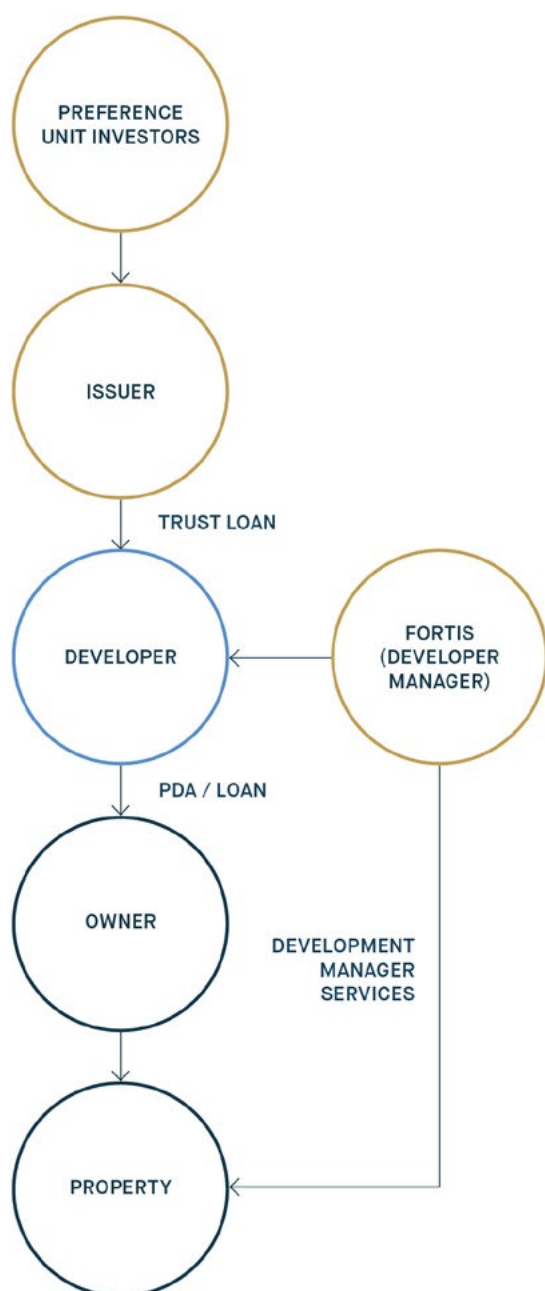 PREFERENCE
UNIT INVESTORS
ISSUER
TRUST LOAN
DEVELOPER
FORTIS
(DEVELOPER
MANAGER)
PDA / LOAN
OWNER
DEVELOPMENT
MANAGER
SERVICES
PROPERTY